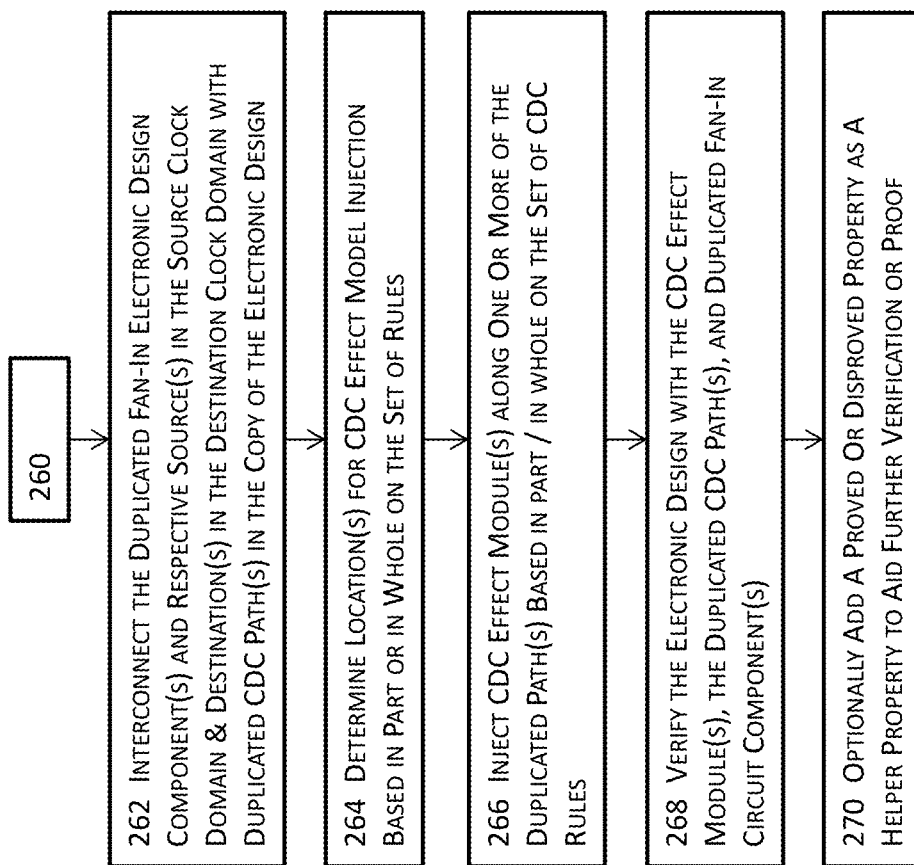 260
262 INTERCONNECT THE DUPLICATED FAN-IN ELECTRONIC DESIGN
COMPONENT(S) AND RESPECTIVE SOURCE(S) IN THE SOURCE CLOCK
DOMAIN & DESTINATION(S) IN THE DESTINATION CLOCK DOMAIN WITH
DUPLICATED CDC PATH(S) IN THE COPY OF THE ELECTRONIC DESIGN
264 DETERMINE LOCATION(S) FOR CDC EFFECT MODEL INJECTION
BASED IN PART OR IN WHOLE ON THE SET OF RULES
266 INJECT CDC EFFECT MODULE(S) ALONG ONE OR MORE OF THE
DUPLICATED PATH(S) BASED IN PART / IN WHOLE ON THE SET OF CDC
RULES
268 VERIFY THE ELECTRONIC DESIGN WITH THE CDC EFFECT
MODULE(S), THE DUPLICATED CDC PATH(S), AND DUPLICATED FAN-IN
CIRCUIT COMPONENT(S)
270 OPTIONALLY ADD A PROVED OR DISPROVED PROPERTY AS A
HELPER PROPERTY TO AID FURTHER VERIFICATION OR PROOF